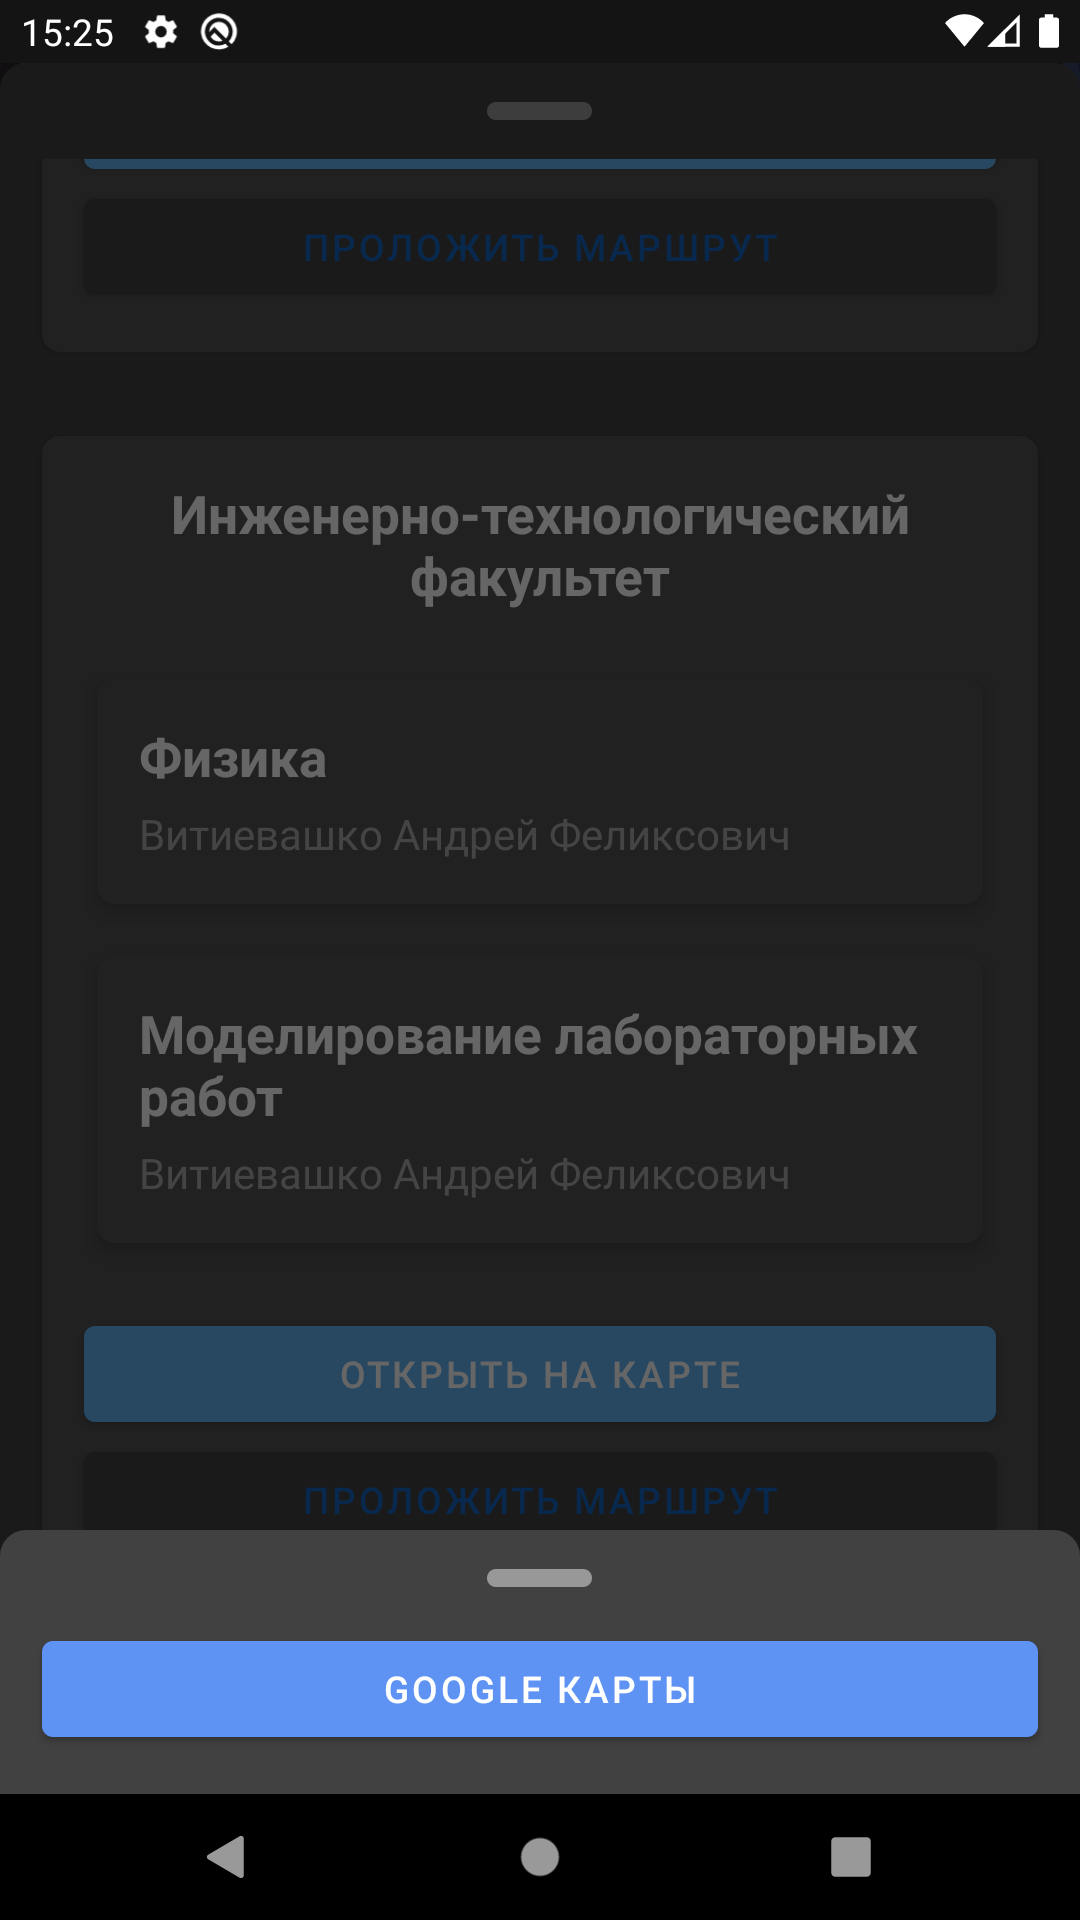 15:25
ПРОЛОЖИТЬ МАРШРУТ
Инженерно-технологический
факультет
Физика
Витиевашко Андрей Феликсович
Моделирование лабораторных
работ
Витиевашко Андрей Феликсович
ОТКРЫТЬ НА КАРТЕ
ПРОЛОЖИТЬ МАРШРУТ
GOOGLE КАРТЫ